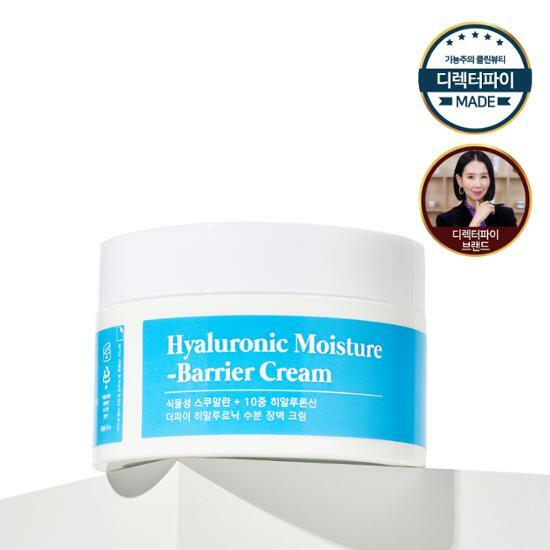 기능주의 클린뷰티
디렉터파이
MADE
디렉터파이
브랜드
Hyaluronic Moisture
-Barrier Cream
식물성 스쿠알란 + 10중 히알루론산
더파이 히알루로닉 수분 장벽 크림